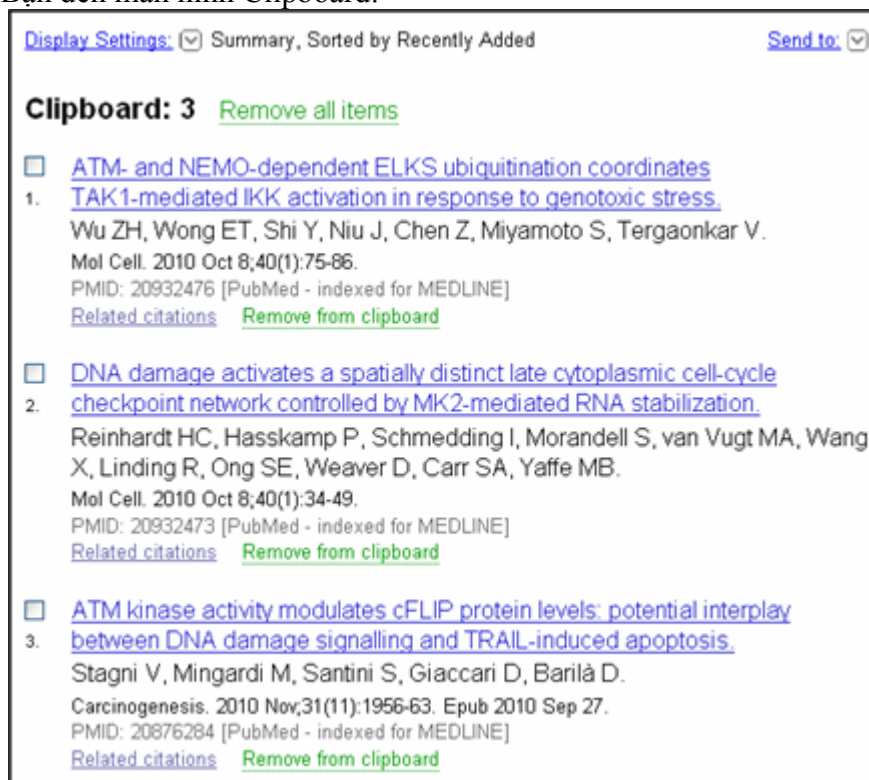 Bạn đến màn hình Clipboard:
Display Settings: Summary, Sorted by Recently Added Send to:
Clipboard: 3 Remove all items
ATM- and NEMO-dependent ELKS ubiquitination coordinates
1. TAK1-mediated IKK activation in response to genotoxic stress.
Wu ZH, Wong ET, Shi Y, Niu J, Chen Z, Miyamoto S, Tergaonkar V.
Mol Cell. 2010 Oct 8;40(1):75-86.
PMID: 20932476 [PubMed - indexed for MEDLINE]
Related citations Remove from clipboard
DNA damage activates a spatially distinct late cytoplasmic cell-cycle
2. checkpoint network controlled by MK2-mediated RNA stabilization.
Reinhardt HC, Hasskamp P, Schmedding I, Morandell S, van Vugt MA, Wang
X, Linding R, Ong SE, Weaver D, Carr SA, Yaffe MB.
Mol Cell. 2010 Oct 8;40(1):34-49.
PMID: 20932473 [PubMed - indexed for MEDLINE]
Related citations Remove from clipboard
ATM kinase activity modulates cFLIP protein levels: potential interplay
3. between DNA damage signalling and TRAIL-induced apoptosis.
Stagni V, Mingardi M, Santini S, Giaccari D, Barilà D.
Carcinogenesis. 2010 Nov;31(11):1956-63. Epub 2010 Sep 27.
PMID: 20876284 [PubMed - indexed for MEDLINE]
Related citations Remove from clipboard